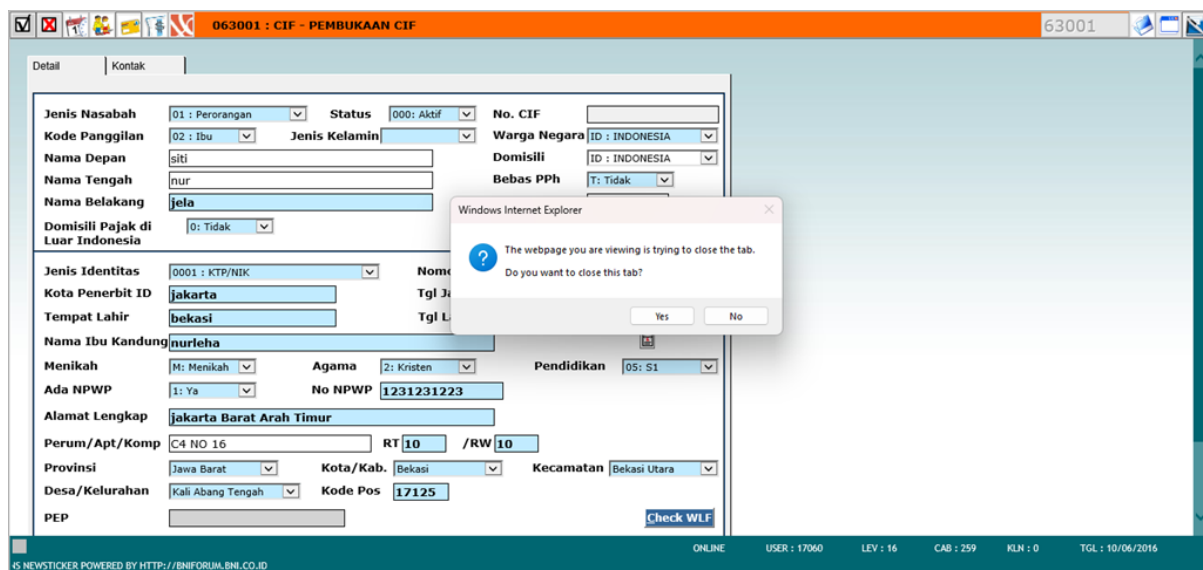 063001 : CIF - PEMBUKAAN CIF 63001
Detail Kontak
Jenis Nasabah 01 : Perorangan Status 000: Aktif No. CIF
Kode Panggilan 02 : Ibu Jenis Kelamin Warga Negara ID : INDONESIA
Nama Depan siti Domisili ID : INDONESIA
Nama Tengah nur Bebas PPh T: Tidak
Nama Belakang jela
Domisili Pajak di Luar Indonesia 0: Tidak
Windows Internet Explorer
The webpage you are viewing is trying to close the tab.
Do you want to close this tab?
Yes No
Jenis Identitas 0001 : KTP/NIK Nomo
Kota Penerbit ID jakarta Tgl Ja
Tempat Lahir bekasi Tgl L
Nama Ibu Kandung nurleha
Menikah M: Menikah Agama 2: Kristen Pendidikan 05: S1
Ada NPWP 1: Ya No NPWP 1231231223
Alamat Lengkap jakarta Barat Arah Timur
Perum/Apt/Komp C4 NO 16 RT 10 /RW 10
Provinsi Jawa Barat Kota/Kab. Bekasi Kecamatan Bekasi Utara
Desa/Kelurahan Kali Abang Tengah Kode Pos 17125
PEP Check WLF
ONLINE USER : 17060 LEV : 16 CAB : 259 KLN : 0 TGL : 10/06/2016
IS NEWSTICKER POWERED BY HTTP://BNIFORUM.BNI.CO.ID